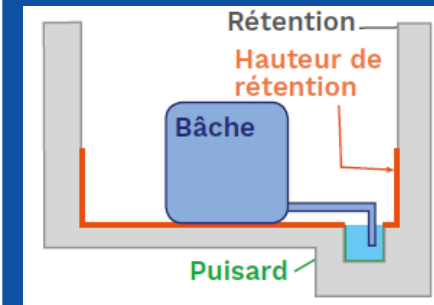 Rétention
Hauteur de
rétention
Bâche
Puisard